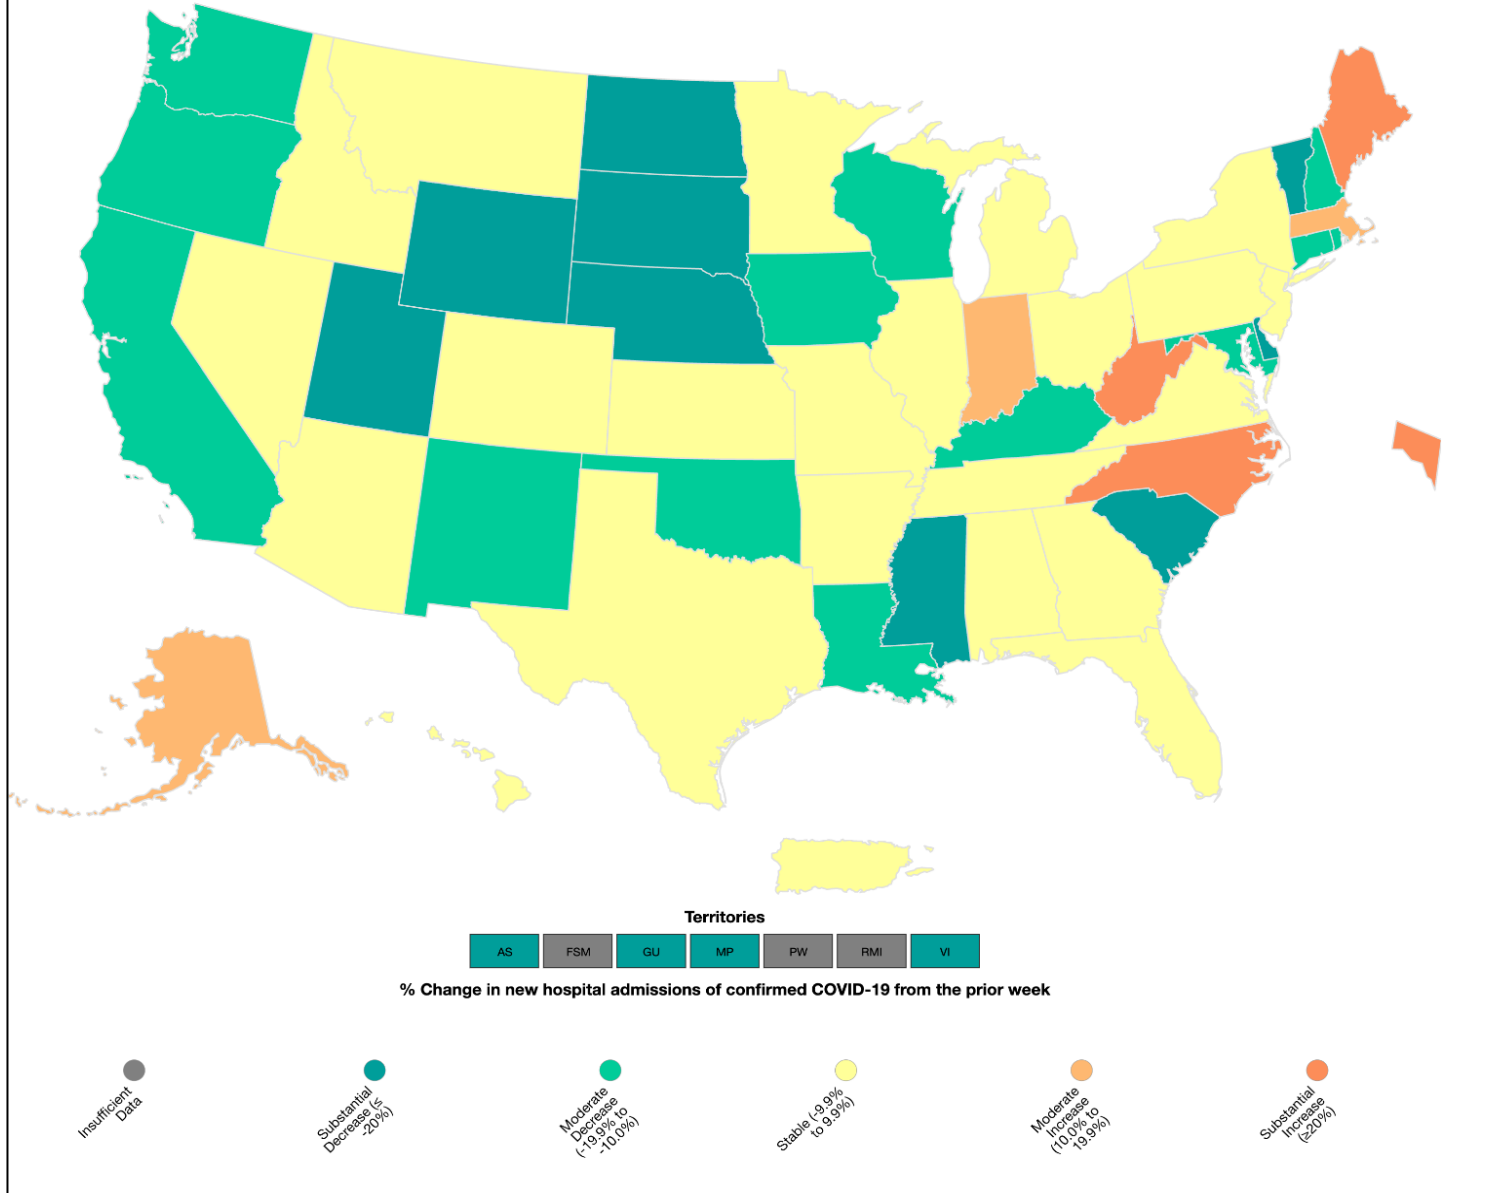 Territories
AS FSM GU MP PW RMI VI
% Change in new hospital admissions of confirmed COVID-19 from the prior week
Insufficient
Data
Substantial
Decrease (≤
-20%)
Moderate
Decrease
(-19.9% to
-10.0%)
Stable (-9.9%
to 9.9%)
Moderate
Increase
(10.0% to
19.9%)
Substantial
Increase
(≥20%)